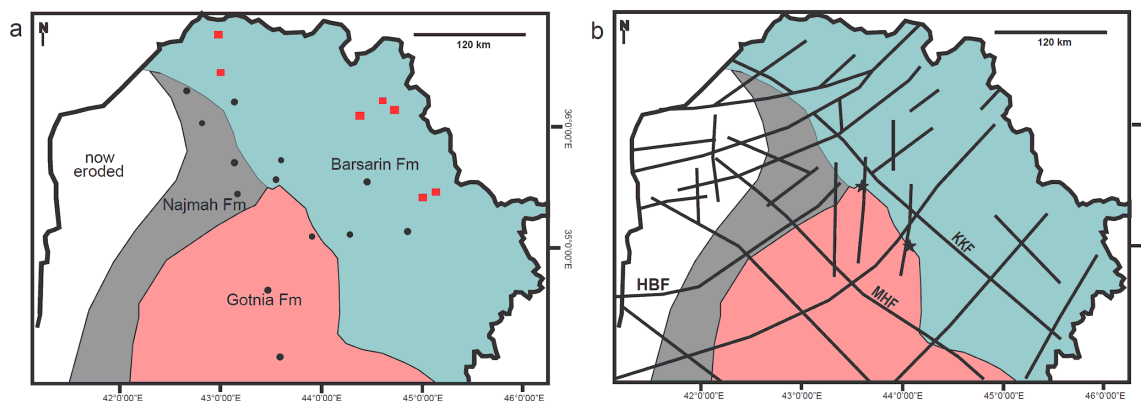 a
N
120 km
now
eroded
Barsarin Fm
Najmah Fm
Gotnia Fm
36°0'0"E
35°0'0"E
42°0'0"E
43°0'0"E
44°0'0"E
45°0'0"E
46°0'0"E
b
N
120 km
HBF
MHF
KKF
42°0'0"E
43°0'0"E
44°0'0"E
45°0'0"E
46°0'0"E